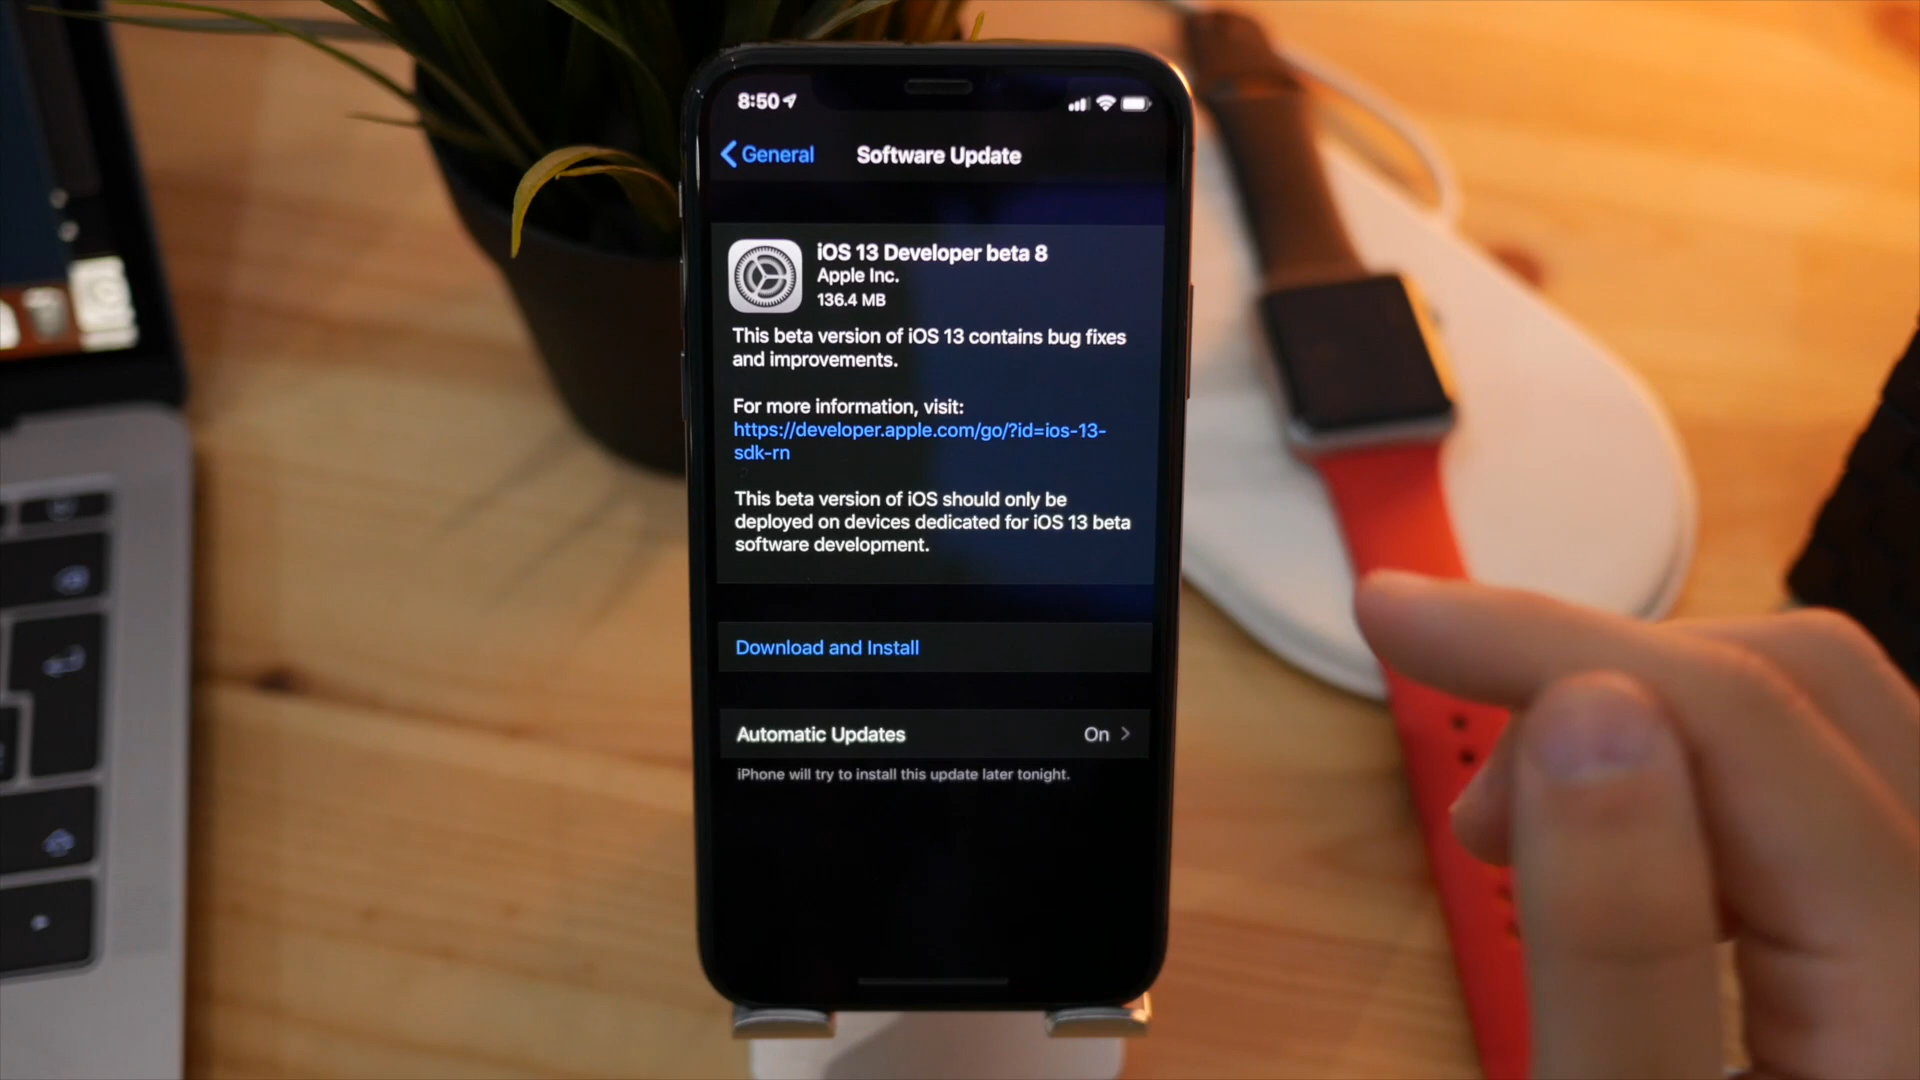 8:50
General
Software Update
iOS 13 Developer beta 8
Apple Inc.
136.4 MB
This beta version of iOS 13 contains bug fixes
and improvements.
For more information, visit:
https://developer.apple.com/go/?id=ios-13-
sdk-rn
This beta version of iOS should only be
deployed on devices dedicated for iOS 13 beta
software development.
Download and Install
Automatic Updates
On
iPhone will try to install this update later tonight.